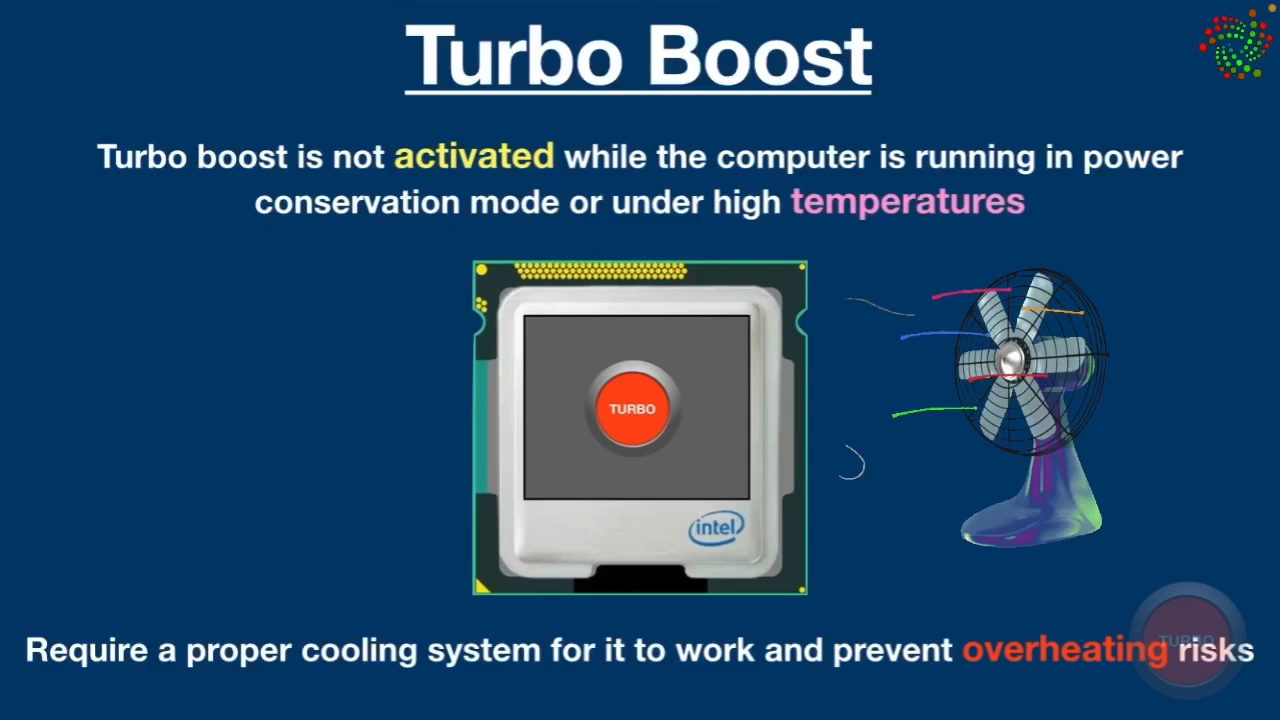 Turbo Boost
Turbo boost is not activated while the computer is running in power
conservation mode or under high temperatures
TURBO
intel
Require a proper cooling system for it to work and prevent overheating risks
TURBO